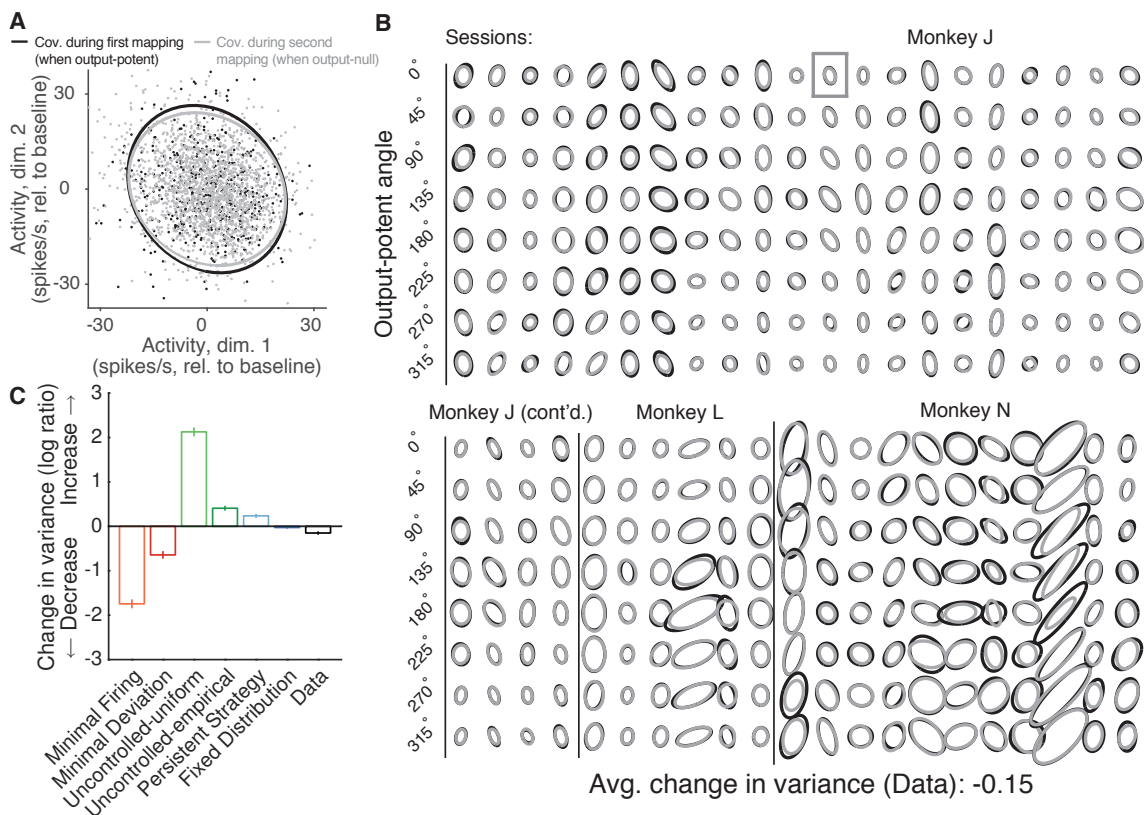 A
Cov. during first mapping
(when output-potent)
Cov. during second
mapping (when output-null)
Activity, dim. 2
(spikes/s, rel. to baseline)
30
0
-30
-30
0
30
Activity, dim. 1
(spikes/s, rel. to baseline)
B
Sessions:
Monkey J
Output-potent angle
0°
45°
90°
135°
180°
225°
270°
315°
Monkey J (cont'd.)
Monkey L
Monkey N
0°
45°
90°
135°
180°
225°
270°
315°
Avg. change in variance (Data): -0.15
C
Change in variance (log ratio)
← Decrease
Increase →
3
2
1
0
-1
-2
-3
Minimal Firing
Minimal Deviation
Uncontrolled-uniform
Uncontrolled-empirical
Persistent Strategy
Fixed Distribution
Data